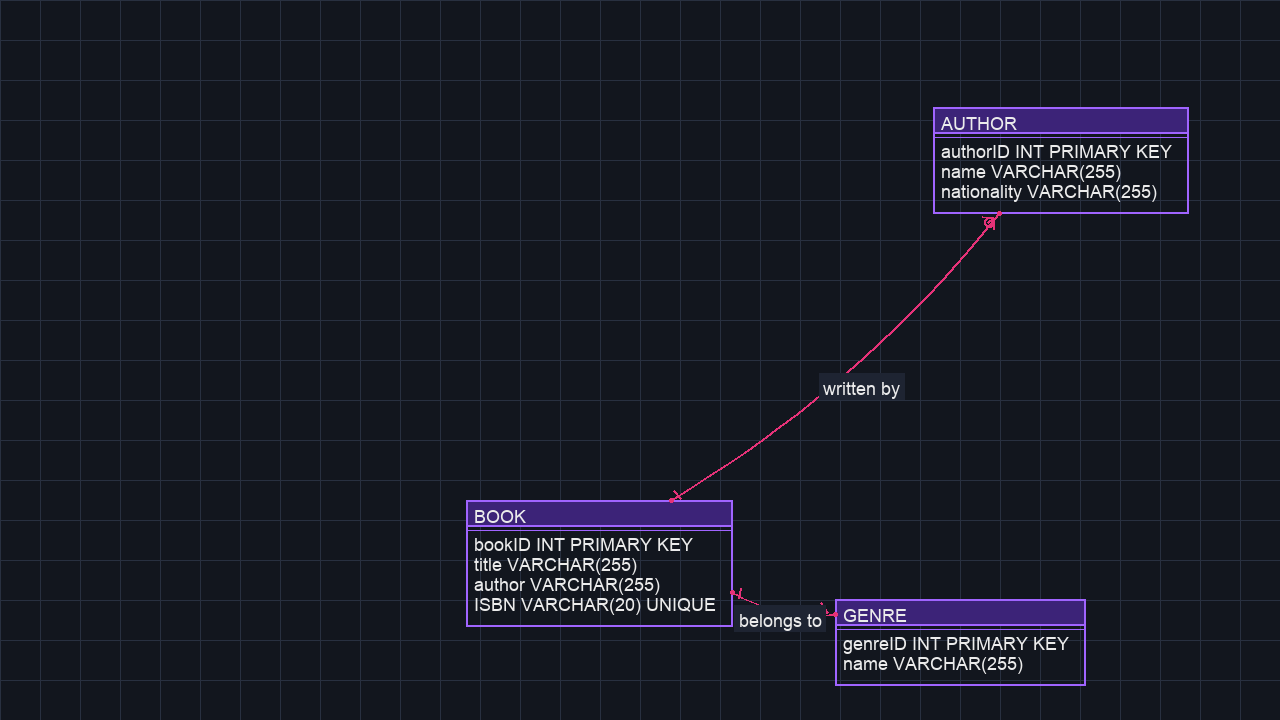 AUTHOR
authorID INT PRIMARY KEY
name VARCHAR(255)
nationality VARCHAR(255)
written by
BOOK
bookID INT PRIMARY KEY
title VARCHAR(255)
author VARCHAR(255)
ISBN VARCHAR(20) UNIQUE
belongs to
GENRE
genreID INT PRIMARY KEY
name VARCHAR(255)